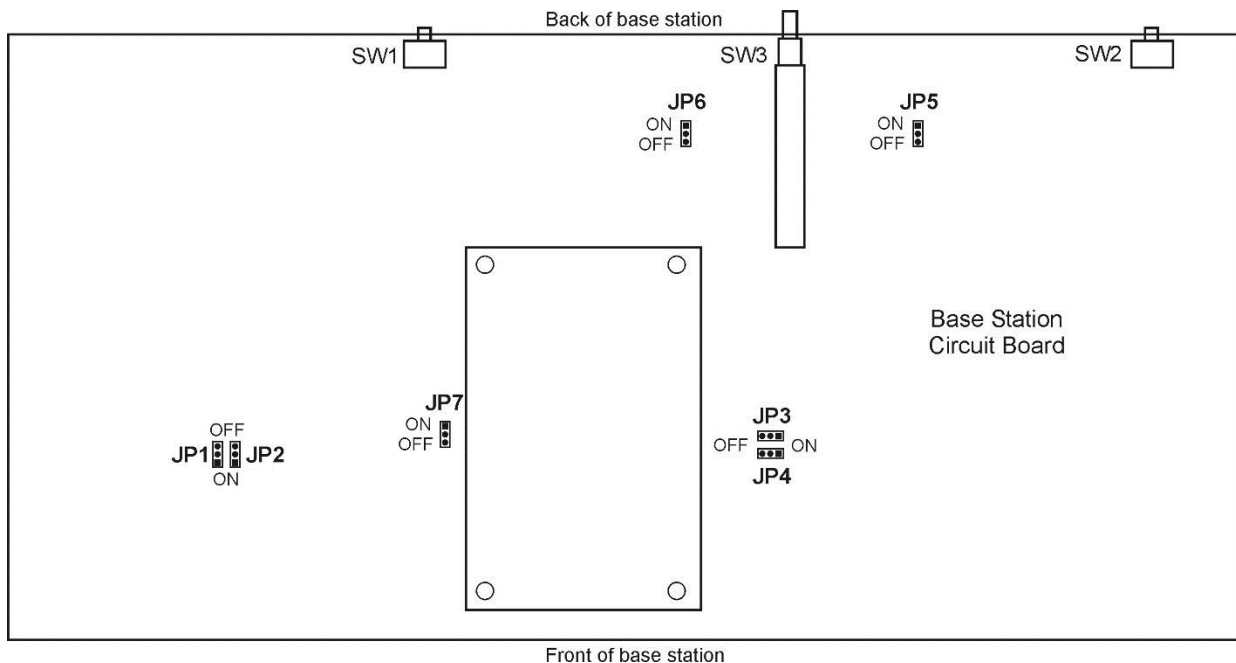 Back of base station
SW1
SW3
SW2
JP6
ON
OFF
JP5
ON
OFF
Base Station
Circuit Board
JP7
ON
OFF
JP3
OFF ON
JP4
OFF
JP1 JP2
ON
Front of base station